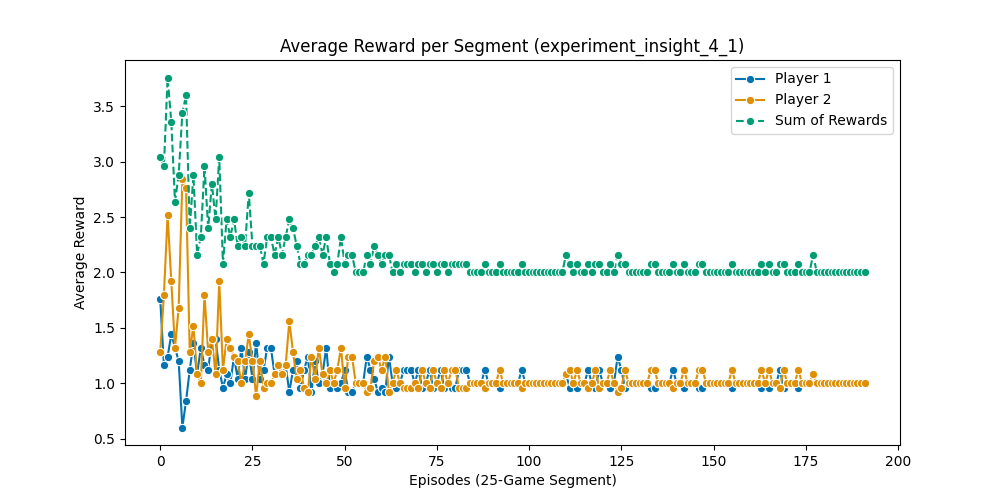 Average Reward per Segment (experiment_insight_4_1)
Player 1
Player 2
Sum of Rewards
Average Reward
3.5
3.0
2.5
2.0
1.5
1.0
0.5
0
25
50
75
100
125
150
175
200
Episodes (25-Game Segment)